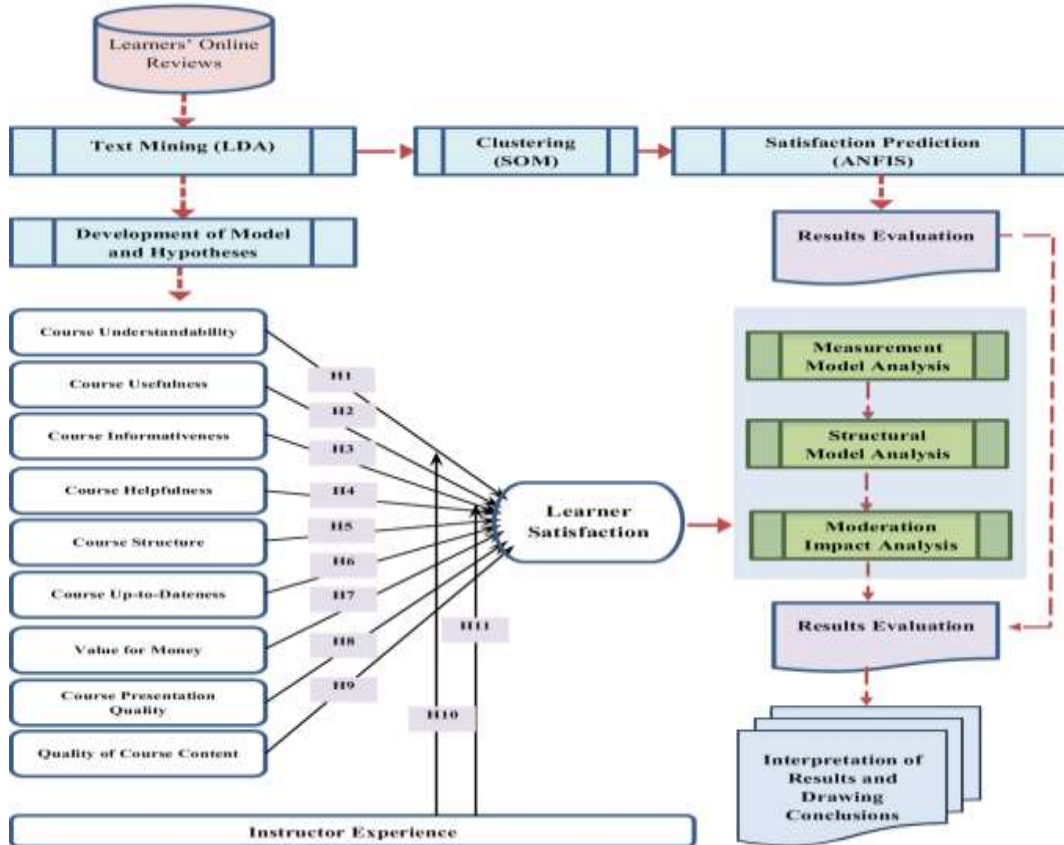 Learners' Online
Reviews
Text Mining (LDA)
Clustering
(SOM)
Satisfaction Prediction
(ANFIS)
Development of Model
and Hypotheses
Results Evaluation
Course Understandability
Course Usefulness
Course Informativeness
Course Helpfulness
Course Structure
Course Up-to-Dateness
Value for Money
Course Presentation
Quality
Quality of Course Content
H1
H2
H3
H4
H5
H6
H7
H8
H9
H10
H11
Learner
Satisfaction
Instructor Experience
Measurement
Model Analysis
Structural
Model Analysis
Moderation
Impact Analysis
Results Evaluation
Interpretation of
Results and
Drawing
Conclusions